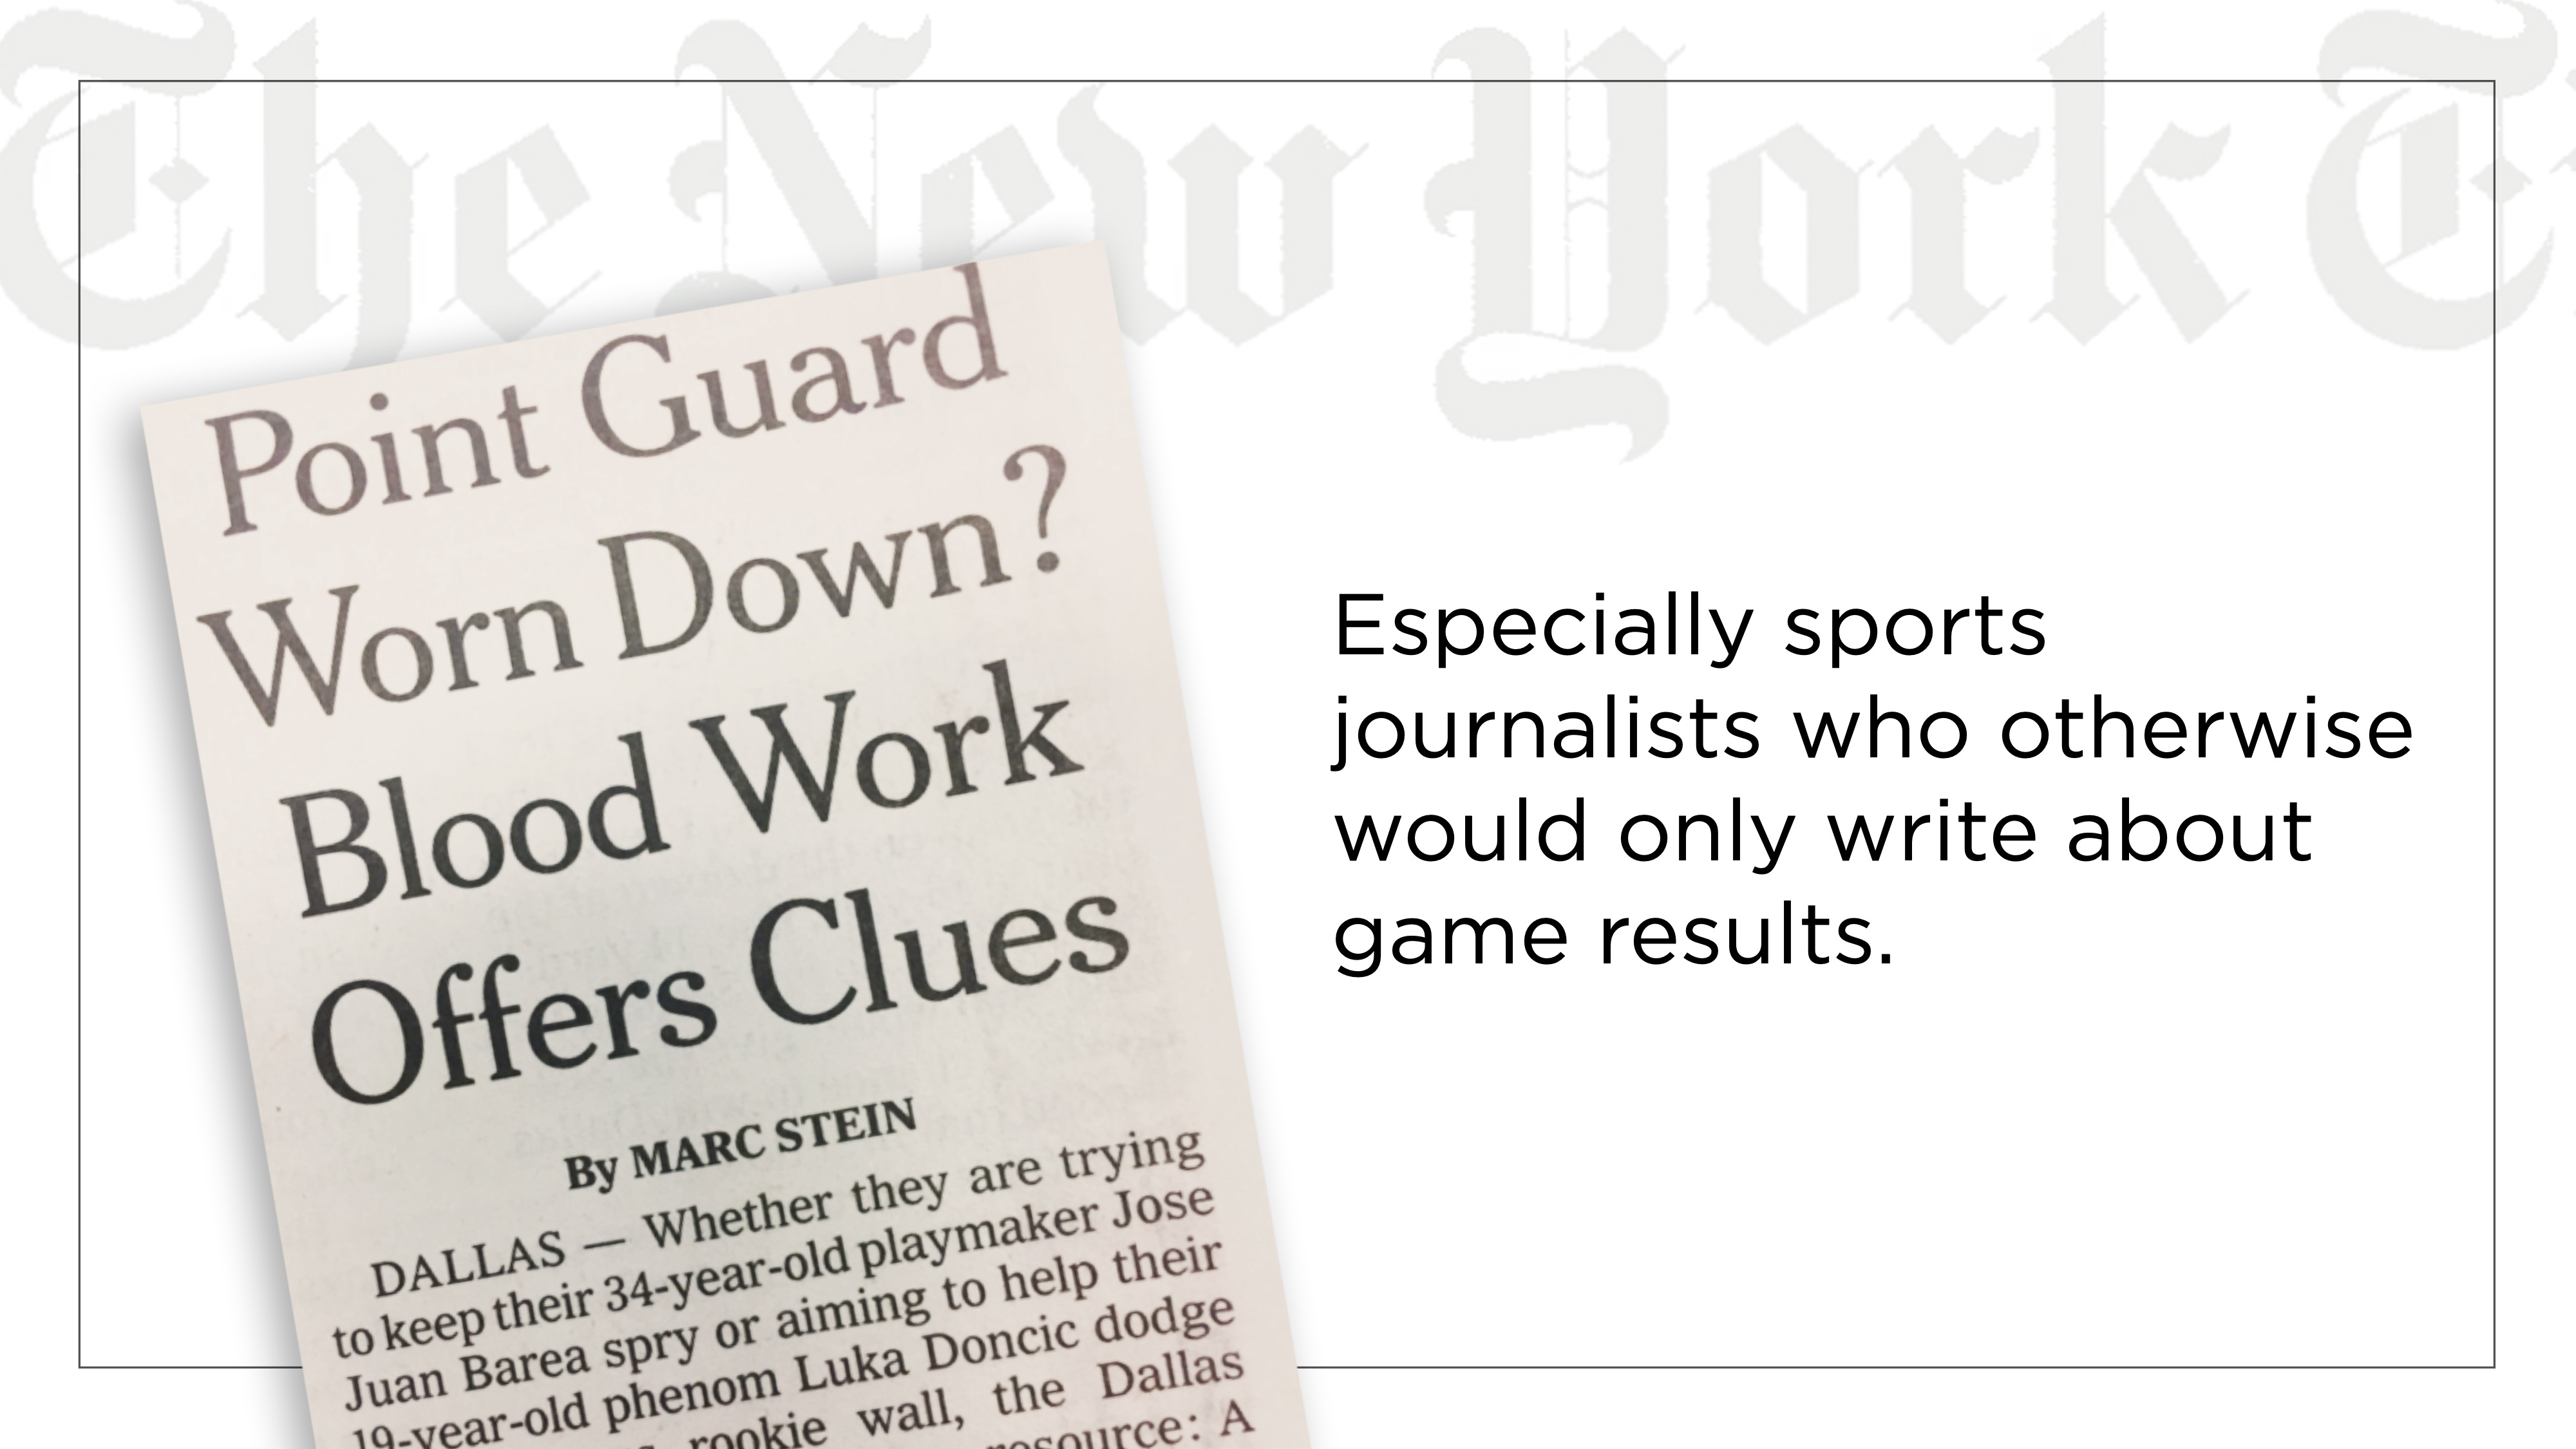 The New York T
Point Guard
Worn Down?
Blood Work
Offers Clues
By MARC STEIN
DALLAS — Whether they are trying
to keep their 34-year-old playmaker Jose
Juan Barea spry or aiming to help their
19-year-old phenom Luka Doncic dodge
rookie wall, the Dallas
resource: A
Especially sports
journalists who otherwise
would only write about
game results.